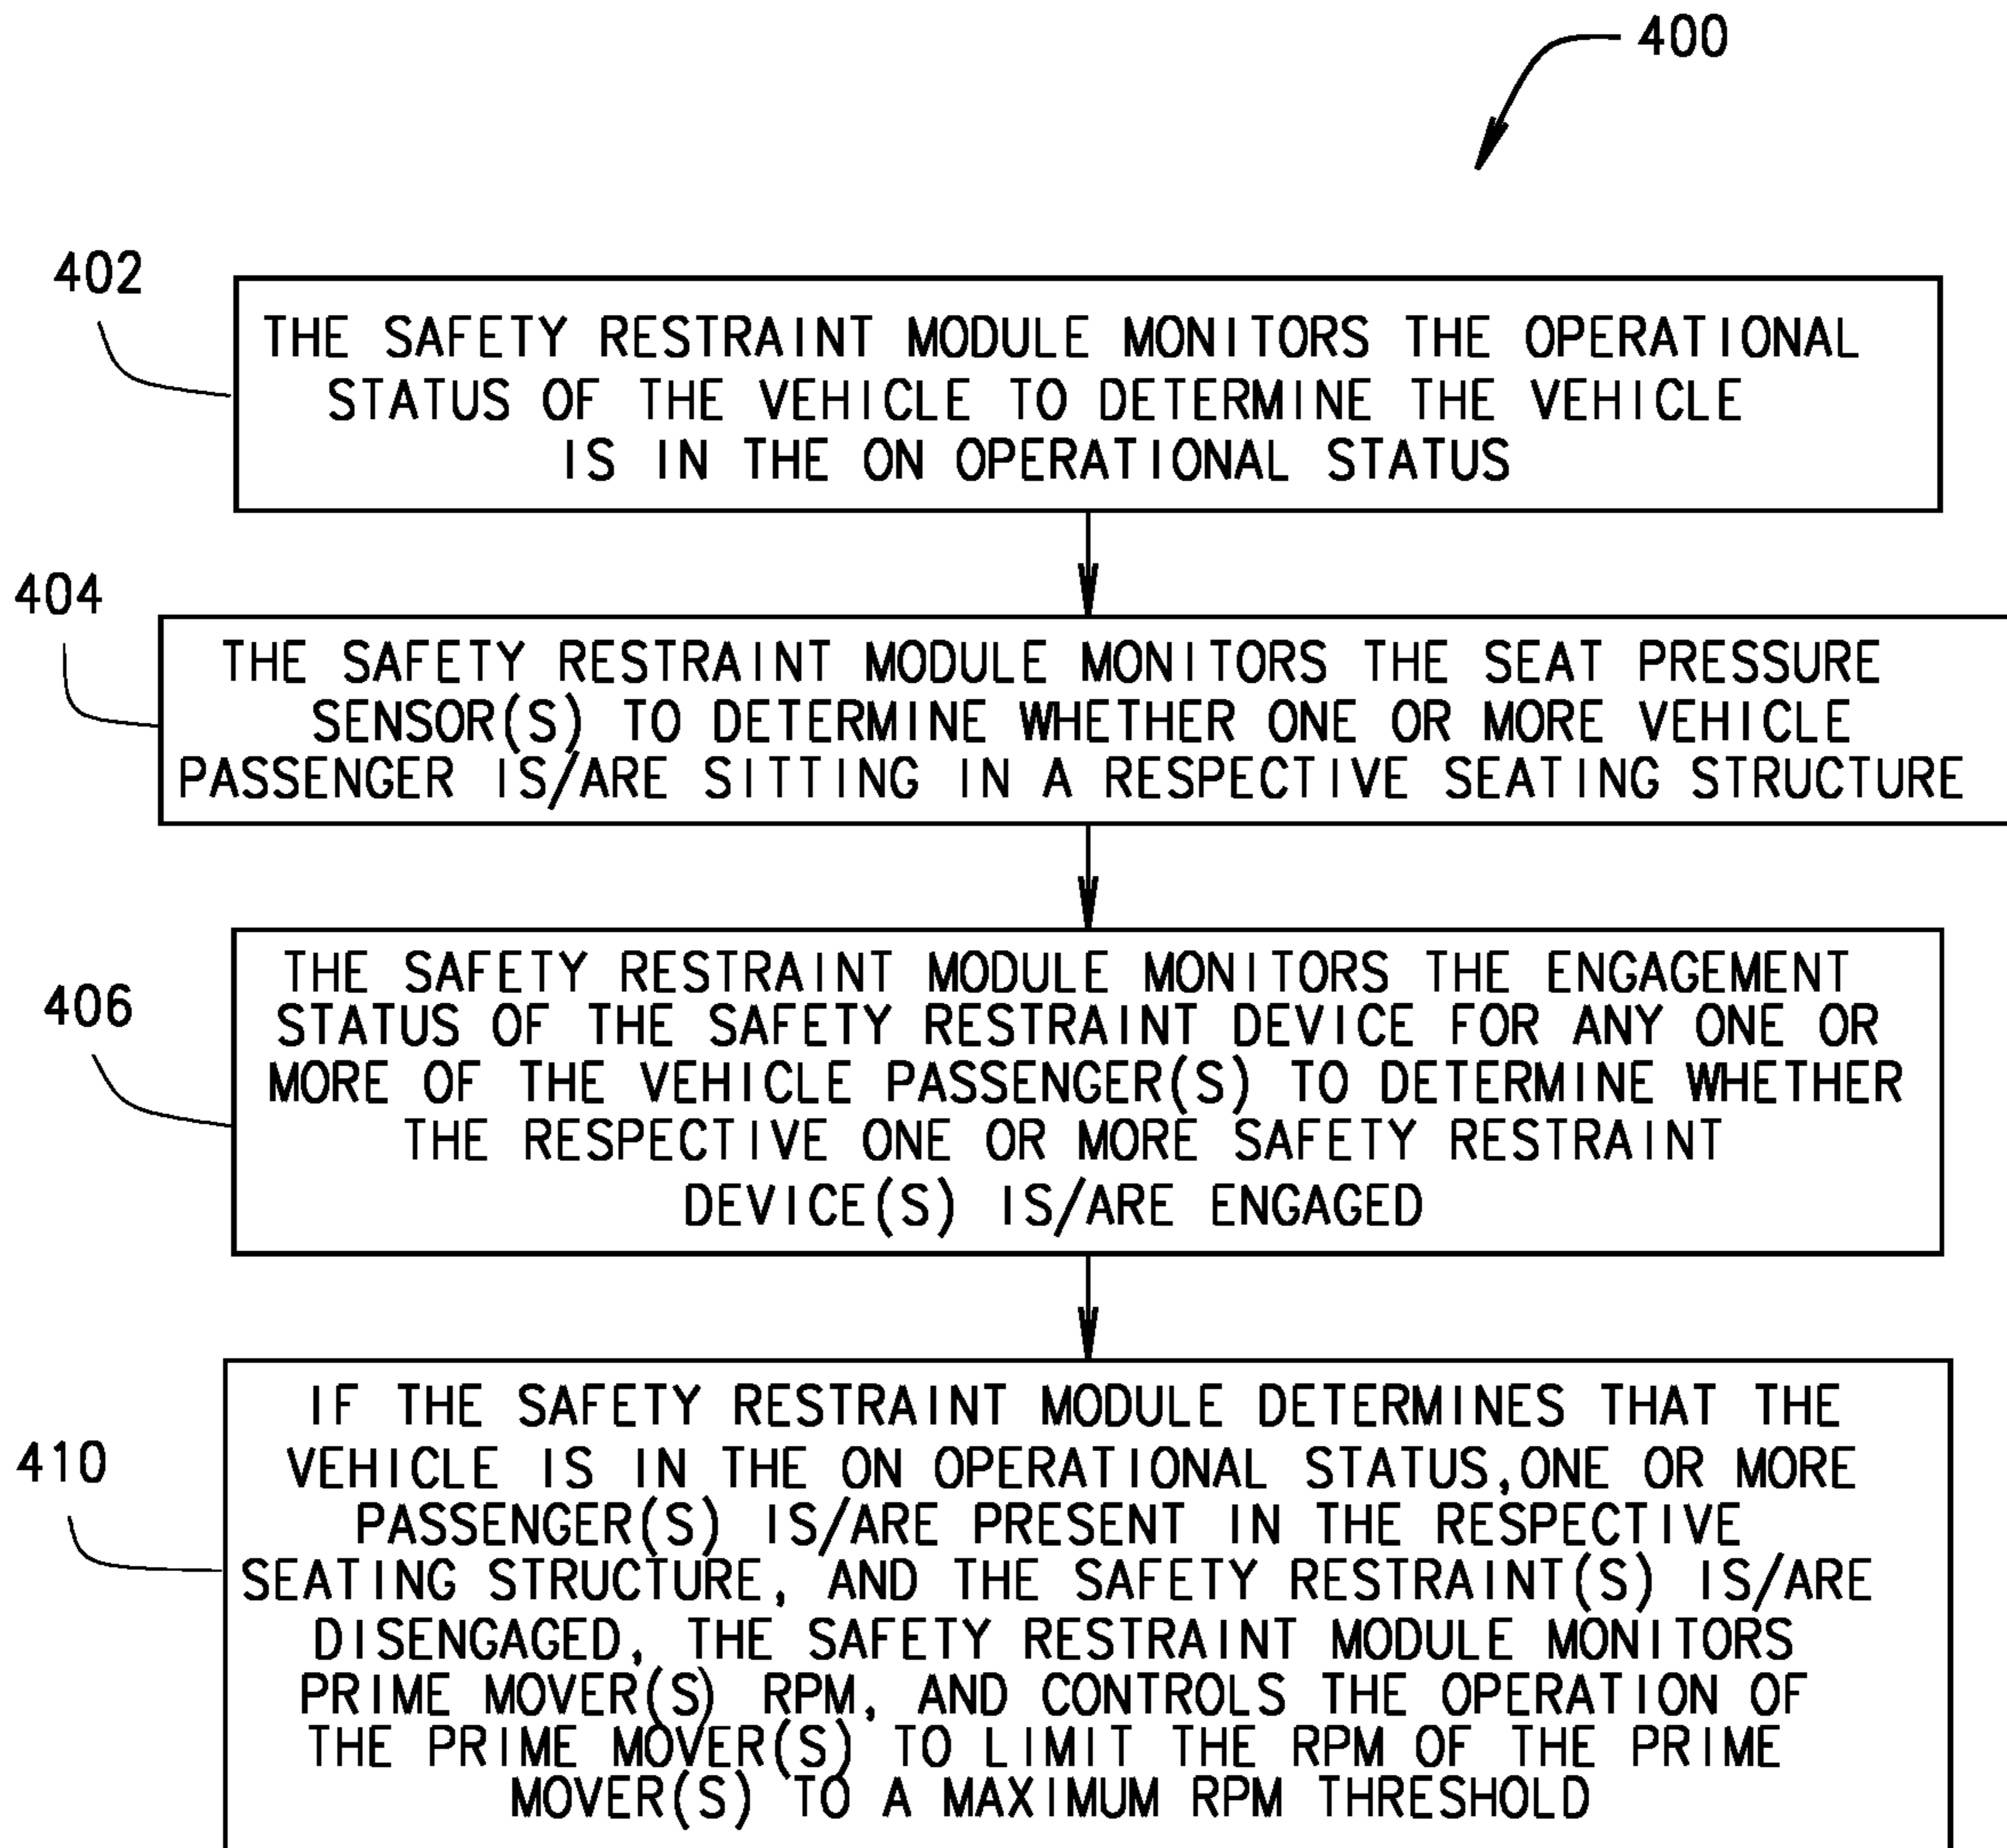 400
402
THE SAFETY RESTRAINT MODULE MONITORS THE OPERATIONAL
STATUS OF THE VEHICLE TO DETERMINE THE VEHICLE
IS IN THE ON OPERATIONAL STATUS
404
THE SAFETY RESTRAINT MODULE MONITORS THE SEAT PRESSURE
SENSOR(S) TO DETERMINE WHETHER ONE OR MORE VEHICLE
PASSENGER IS/ARE SITTING IN A RESPECTIVE SEATING STRUCTURE
406
THE SAFETY RESTRAINT MODULE MONITORS THE ENGAGEMENT
STATUS OF THE SAFETY RESTRAINT DEVICE FOR ANY ONE OR
MORE OF THE VEHICLE PASSENGER(S) TO DETERMINE WHETHER
THE RESPECTIVE ONE OR MORE SAFETY RESTRAINT
DEVICE(S) IS/ARE ENGAGED
410
IF THE SAFETY RESTRAINT MODULE DETERMINES THAT THE
VEHICLE IS IN THE ON OPERATIONAL STATUS,ONE OR MORE
PASSENGER(S) IS/ARE PRESENT IN THE RESPECTIVE
SEATING STRUCTURE, AND THE SAFETY RESTRAINT(S) IS/ARE
DISENGAGED, THE SAFETY RESTRAINT MODULE MONITORS
PRIME MOVER(S) RPM, AND CONTROLS THE OPERATION OF
THE PRIME MOVER(S) TO LIMIT THE RPM OF THE PRIME
MOVER(S) TO A MAXIMUM RPM THRESHOLD